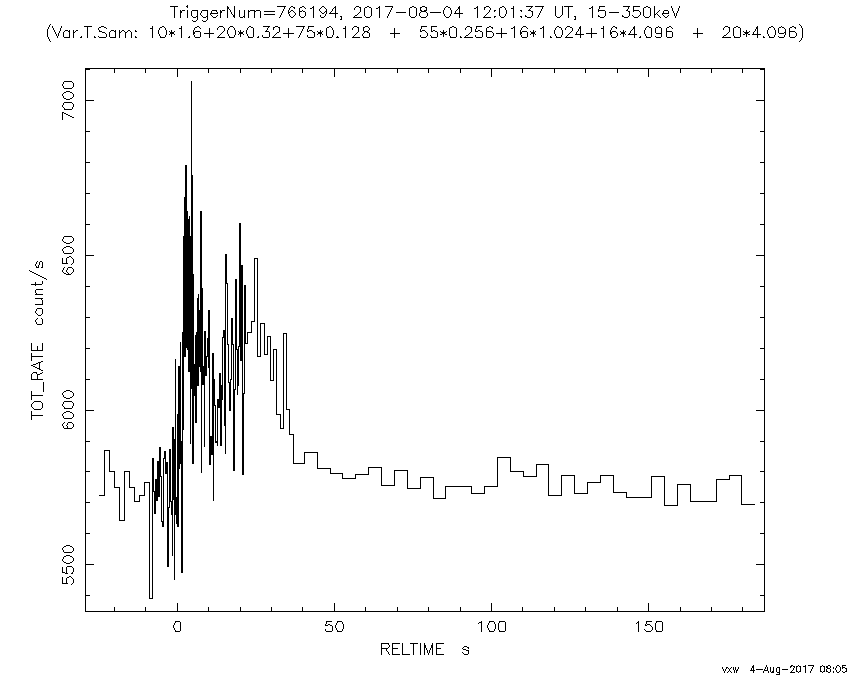 TriggerNum=766194, 2017-08-04 12:01:37 UT, 15-350keV
(Var.T.Sam: 10*1.6+20*0.32+75*0.128 + 55*0.256+16*1.024+16*4.096 + 20*4.096)
7000
6500
6000
5500
TOT_RATE count/s
0 50 100 150
RELTIME s
vxw 4-Aug-2017 08:05